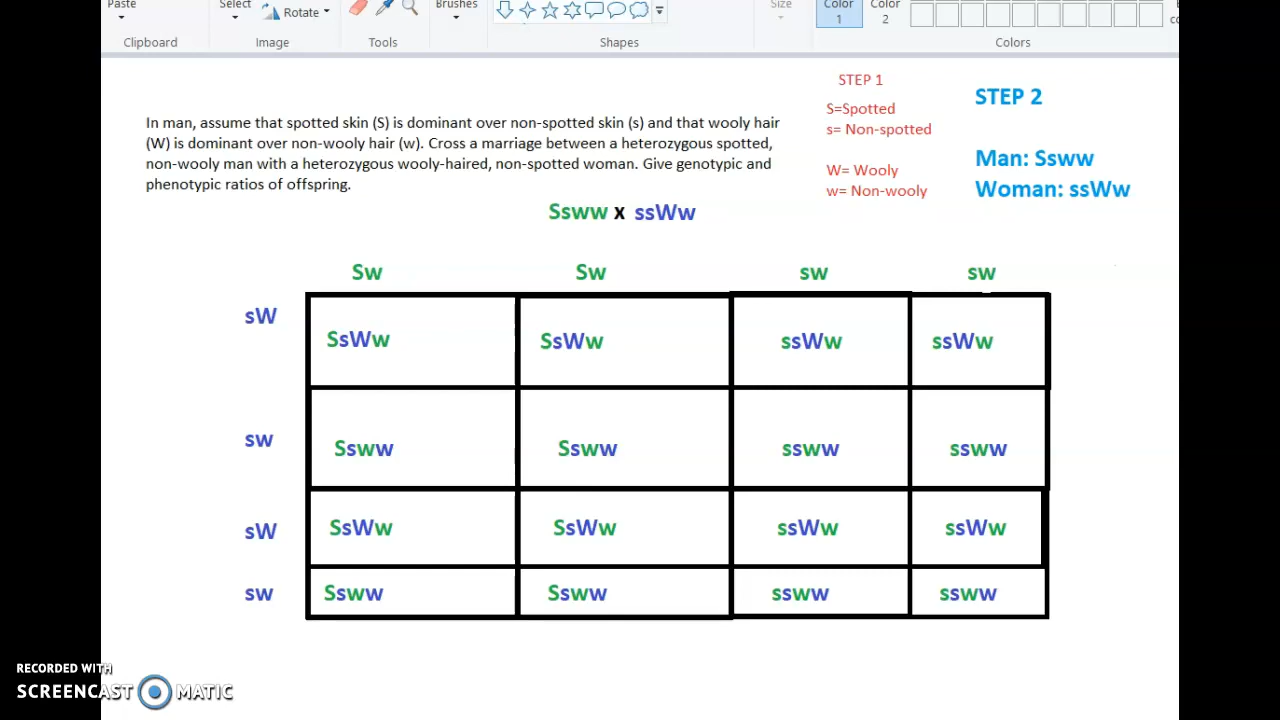 Paste
Select
Rotate
Brushes
Size
Color
1
Color
2
Clipboard
Image
Tools
Shapes
Colors
STEP 1
S=Spotted
s= Non-spotted
W= Wooly
w= Non-wooly
STEP 2
Man: Ssww
Woman: ssWw
In man, assume that spotted skin (S) is dominant over non-spotted skin (s) and that wooly hair
(W) is dominant over non-wooly hair (w). Cross a marriage between a heterozygous spotted,
non-wooly man with a heterozygous wooly-haired, non-spotted woman. Give genotypic and
phenotypic ratios of offspring.
Ssww x ssWw
Sw Sw sw sw
sW SsWw SsWw ssWw ssWw
sw Ssww Ssww ssww ssww
sW SsWw SsWw ssWw ssWw
sw Ssww Ssww ssww ssww
RECORDED WITH
SCREENCAST MATIC